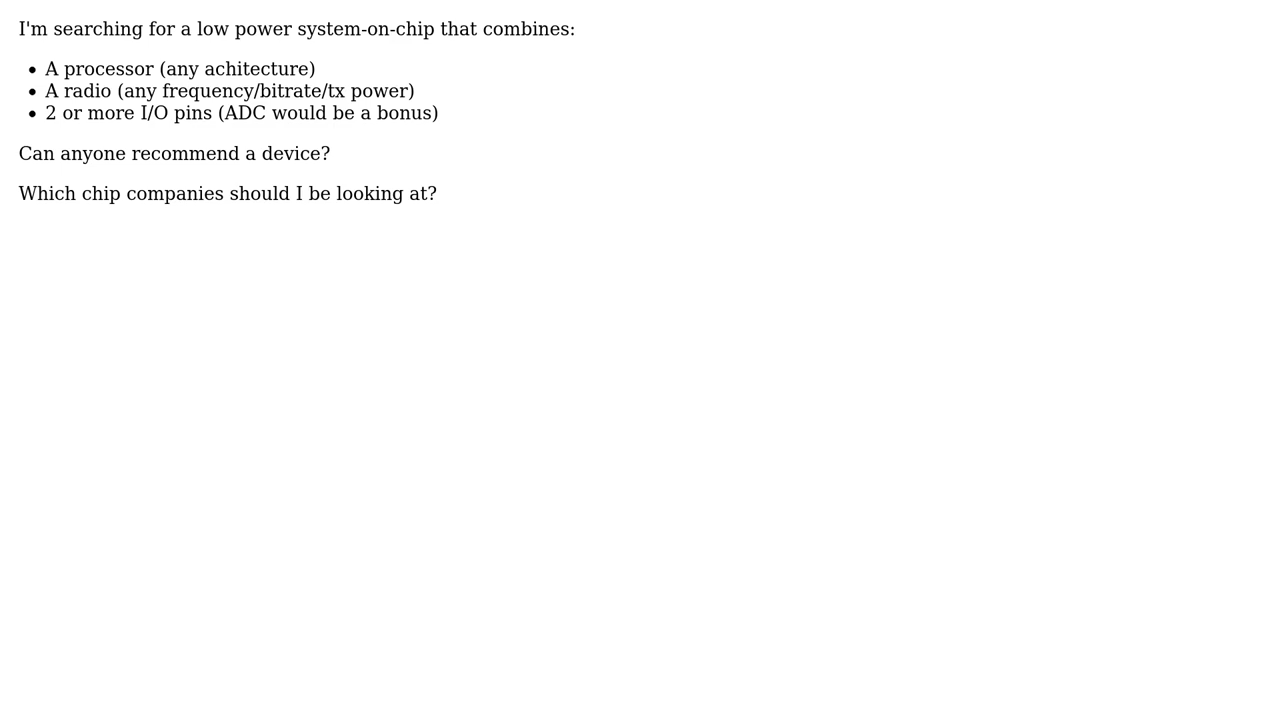 I'm searching for a low power system-on-chip that combines:
• A processor (any achitecture)
• A radio (any frequency/bitrate/tx power)
• 2 or more I/O pins (ADC would be a bonus)
Can anyone recommend a device?
Which chip companies should I be looking at?